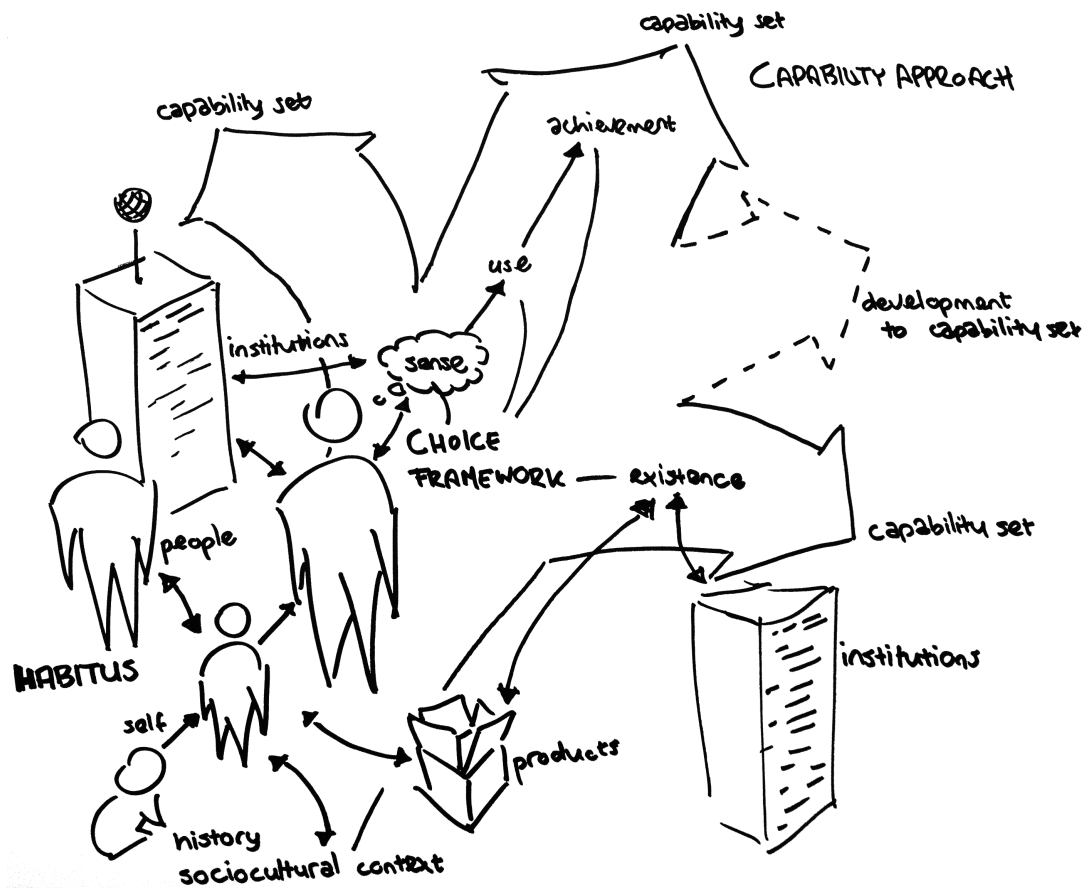 capability set
CAPABILITY APPROACH
capability set
achievement
use
development
to capability set
institutions
sense
CHOICE
FRAMEWORK — existence
capability set
people
institutions
HABITUS
self
products
history
sociocultural context